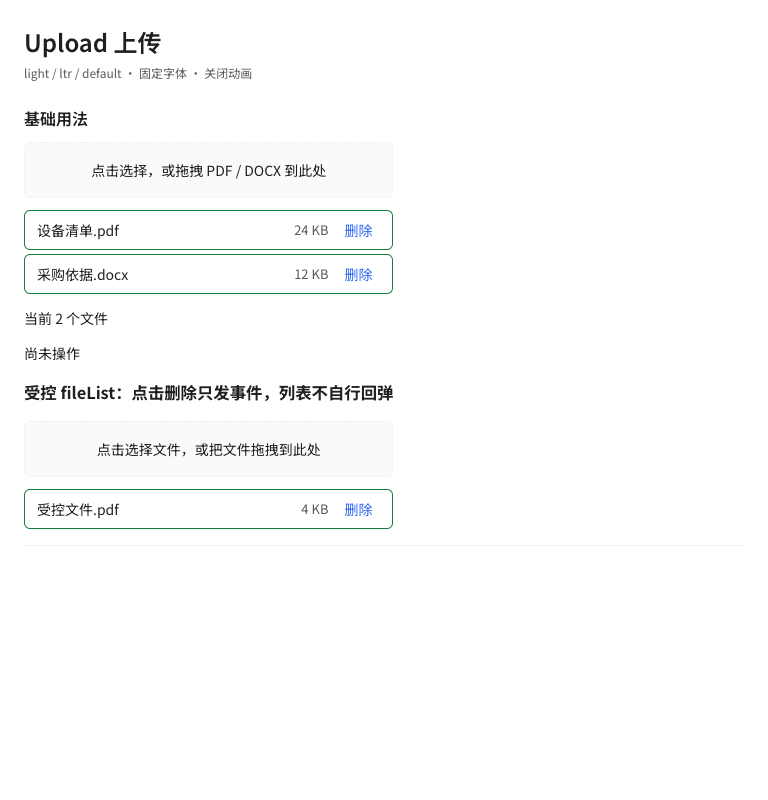 Upload 上传
light / ltr / default · 固定字体 · 关闭动画
基础用法
点击选择，或拖拽 PDF / DOCX 到此处
设备清单.pdf 24 KB 删除
采购依据.docx 12 KB 删除
当前 2 个文件
尚未操作
受控 fileList：点击删除只发事件，列表不自行回弹
点击选择文件，或把文件拖拽到此处
受控文件.pdf 4 KB 删除